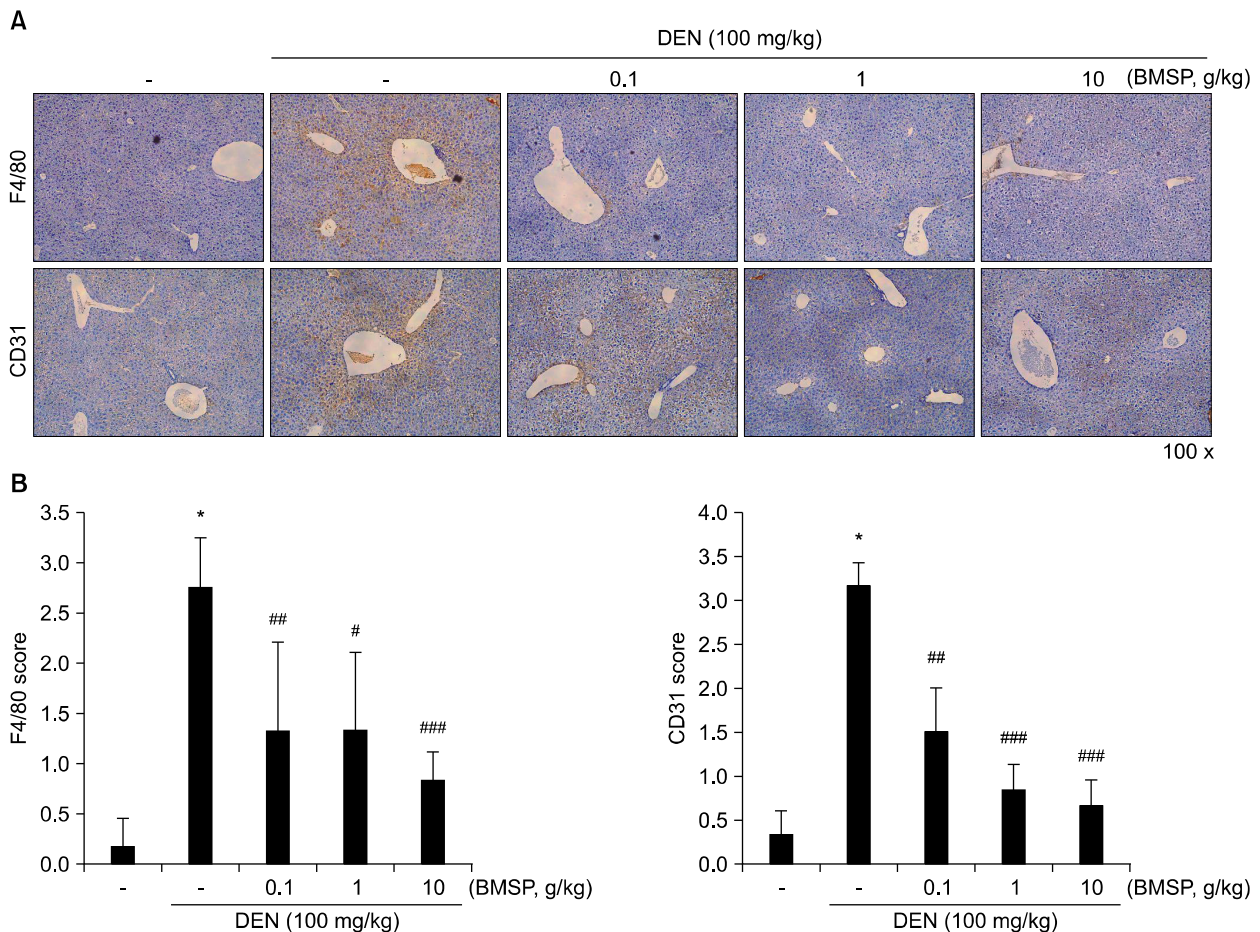 A
DEN (100 mg/kg)
- - 0.1 1 10 (BMSP, g/kg)
F4/80
CD31
100 x
B
F4/80 score
3.5
3.0
2.5
2.0
1.5
1.0
0.5
0.0
*
##
#
###
- - 0.1 1 10 (BMSP, g/kg)
DEN (100 mg/kg)
CD31 score
4.0
3.5
3.0
2.5
2.0
1.5
1.0
0.5
0.0
*
##
###
###
- - 0.1 1 10 (BMSP, g/kg)
DEN (100 mg/kg)